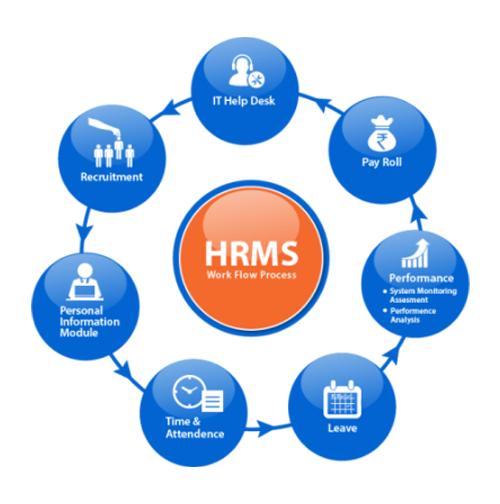 IT Help Desk
Recruitment
Pay Roll
HRMS
Work Flow Process
Performance
System Monitoring
Assesment
Performence
Analysis
Personal
Information
Module
Time &
Attendence
Leave